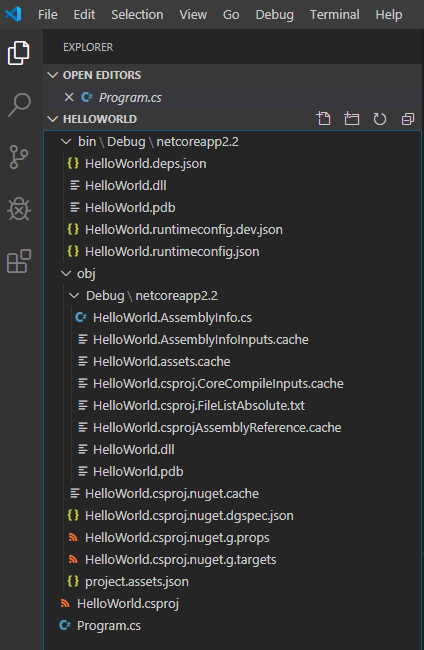 File Edit Selection View Go Debug Terminal Help
EXPLORER
OPEN EDITORS
Program.cs
HELLOWORLD
bin \ Debug \ netcoreapp2.2
HelloWorld.deps.json
HelloWorld.dll
HelloWorld.pdb
HelloWorld.runtimeconfig.dev.json
HelloWorld.runtimeconfig.json
obj
Debug \ netcoreapp2.2
HelloWorld.AssemblyInfo.cs
HelloWorld.AssemblyInfoInputs.cache
HelloWorld.assets.cache
HelloWorld.csproj.CoreCompileInputs.cache
HelloWorld.csproj.FileListAbsolute.txt
HelloWorld.csprojAssemblyReference.cache
HelloWorld.dll
HelloWorld.pdb
HelloWorld.csproj.nuget.cache
HelloWorld.csproj.nuget.dgspec.json
HelloWorld.csproj.nuget.g.props
HelloWorld.csproj.nuget.g.targets
project.assets.json
HelloWorld.csproj
Program.cs